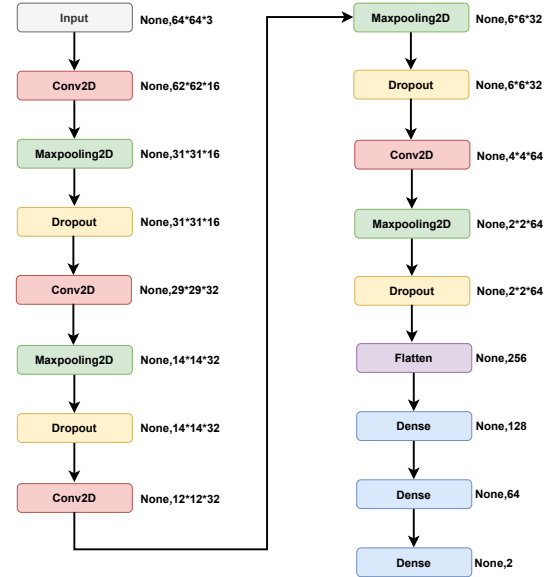 Input None,64*64*3
Conv2D None,62*62*16
Maxpooling2D None,31*31*16
Dropout None,31*31*16
Conv2D None,29*29*32
Maxpooling2D None,14*14*32
Dropout None,14*14*32
Conv2D None,12*12*32
Maxpooling2D None,6*6*32
Dropout None,6*6*32
Conv2D None,4*4*64
Maxpooling2D None,2*2*64
Dropout None,2*2*64
Flatten None,256
Dense None,128
Dense None,64
Dense None,2